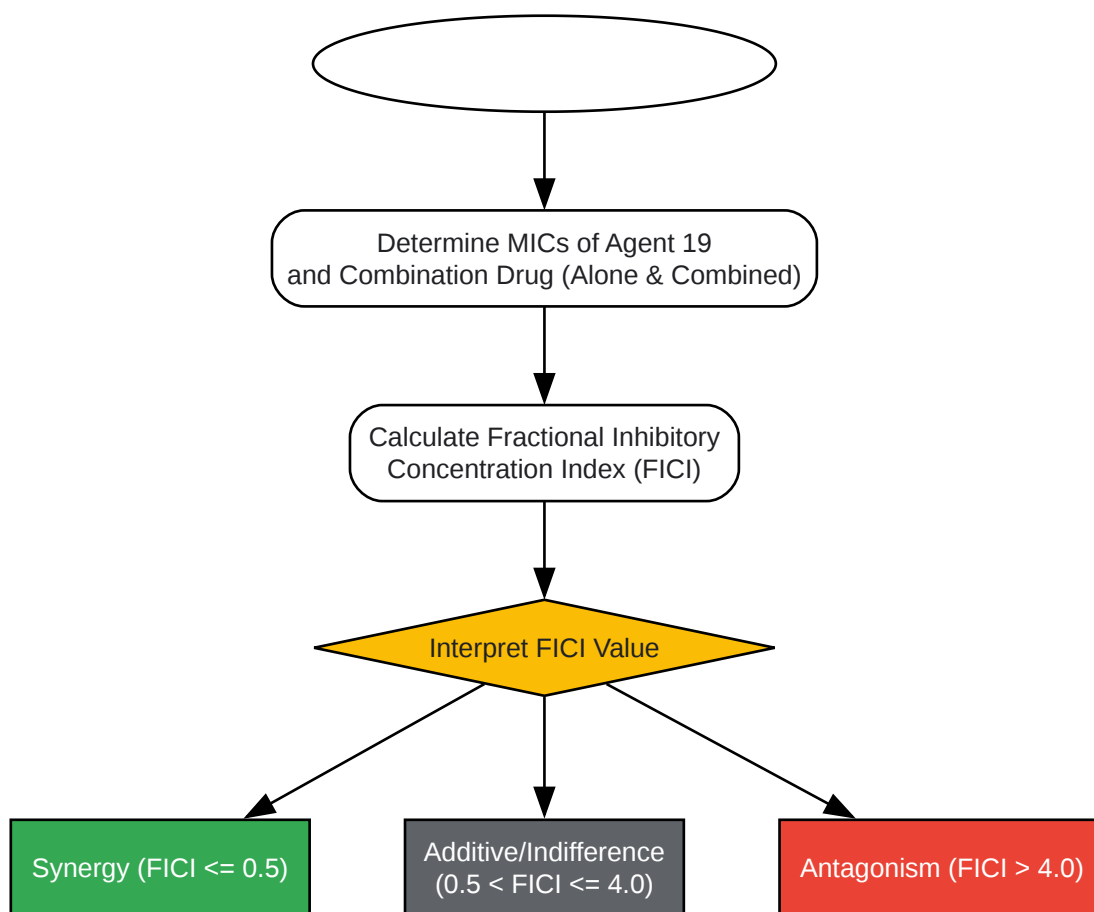 Determine MICs of Agent 19
and Combination Drug (Alone & Combined)
Calculate Fractional Inhibitory
Concentration Index (FICI)
Interpret FICI Value
Synergy (FICI <= 0.5)
Additive/Indifference
(0.5 < FICI <= 4.0)
Antagonism (FICI > 4.0)